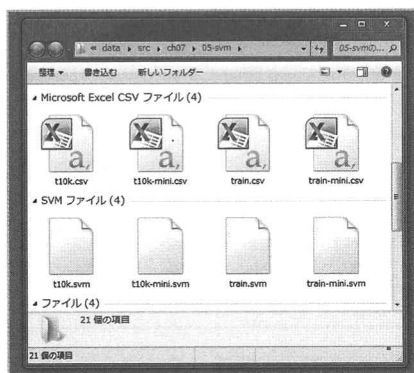 « data ▸ src ▸ ch07 ▸ 05-svm ▸
05-svmの...
整理 ▼ 書き込む 新しいフォルダー
Microsoft Excel CSV ファイル (4)
t10k.csv t10k-mini.csv train.csv train-mini.csv
SVM ファイル (4)
t10k.svm t10k-mini.svm train.svm train-mini.svm
ファイル (4)
21 個の項目
21 個の項目